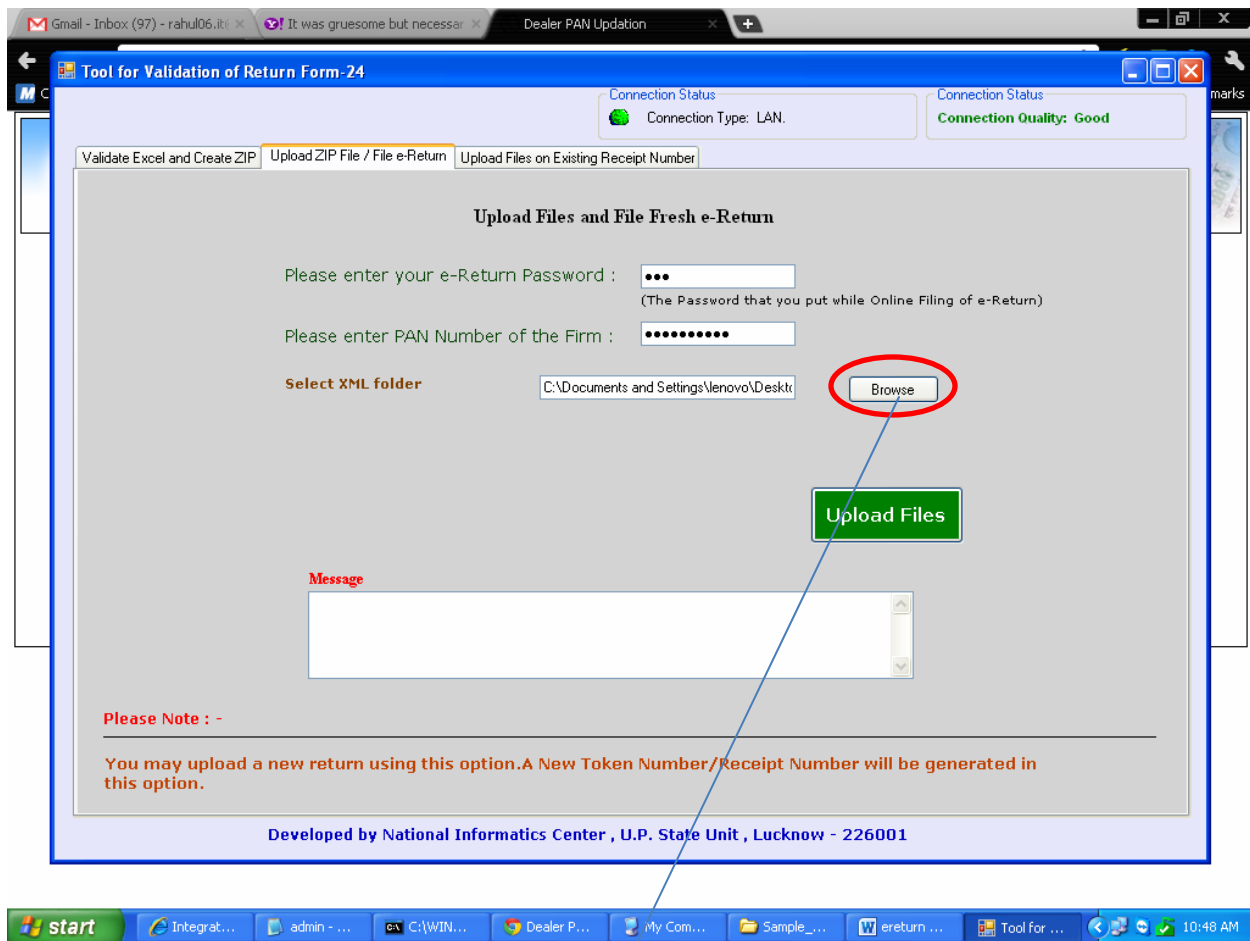 Gmail - Inbox (97) - rahul06.it
It was gruesome but necessar
Dealer PAN Updation
Tool for Validation of Return Form-24
marks
Connection Status
Connection Type: LAN.
Connection Status
Connection Quality: Good
Validate Excel and Create ZIP
Upload ZIP File / File e-Return
Upload Files on Existing Receipt Number
Upload Files and File Fresh e-Return
Please enter your e-Return Password :
(The Password that you put while Online Filing of e-Return)
Please enter PAN Number of the Firm :
Select XML folder
C:\Documents and Settings\lenovo\Deskto
Browse
Upload Files
Message
Please Note : -
You may upload a new return using this option.A New Token Number/Receipt Number will be generated in
this option.
Developed by National Informatics Center , U.P. State Unit , Lucknow - 226001
start
Integrat...
admin - ...
C:\WIN...
Dealer P...
My Com...
Sample_...
ereturn ...
Tool for ...
10:48 AM